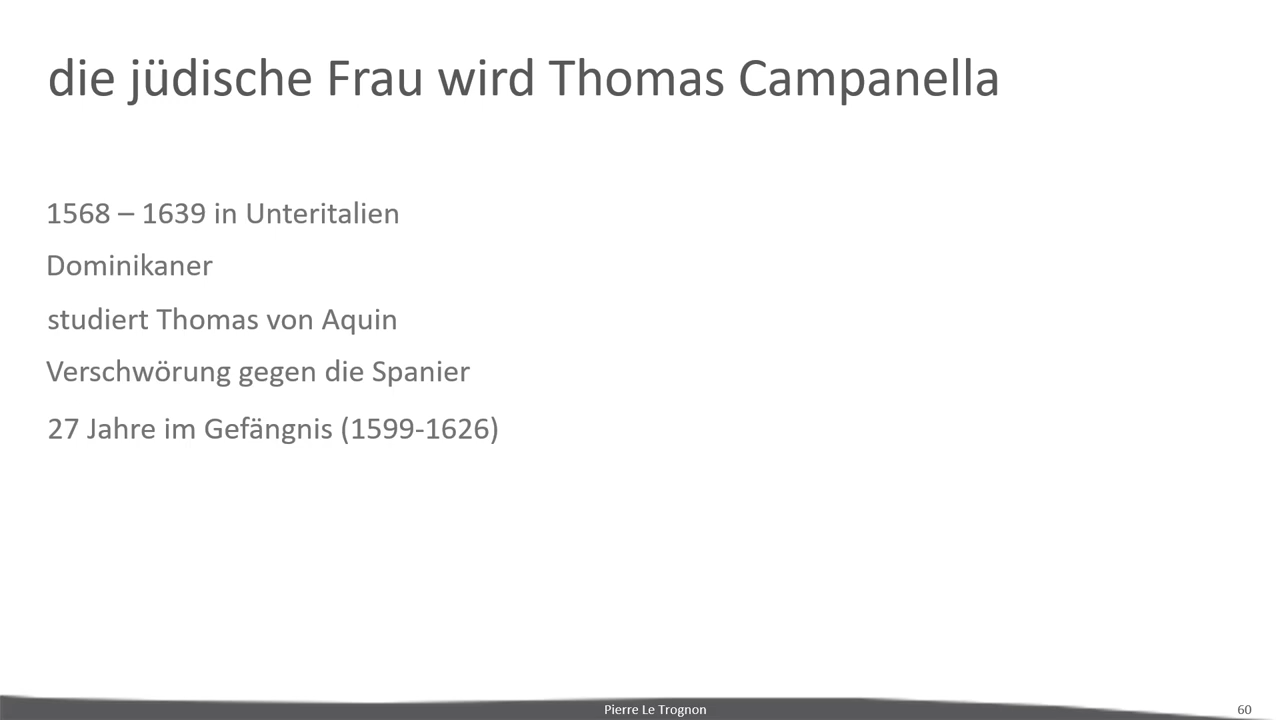 die jüdische Frau wird Thomas Campanella
1568 – 1639 in Unteritalien
Dominikaner
studiert Thomas von Aquin
Verschwörung gegen die Spanier
27 Jahre im Gefängnis (1599-1626)
Pierre Le Trognon
60